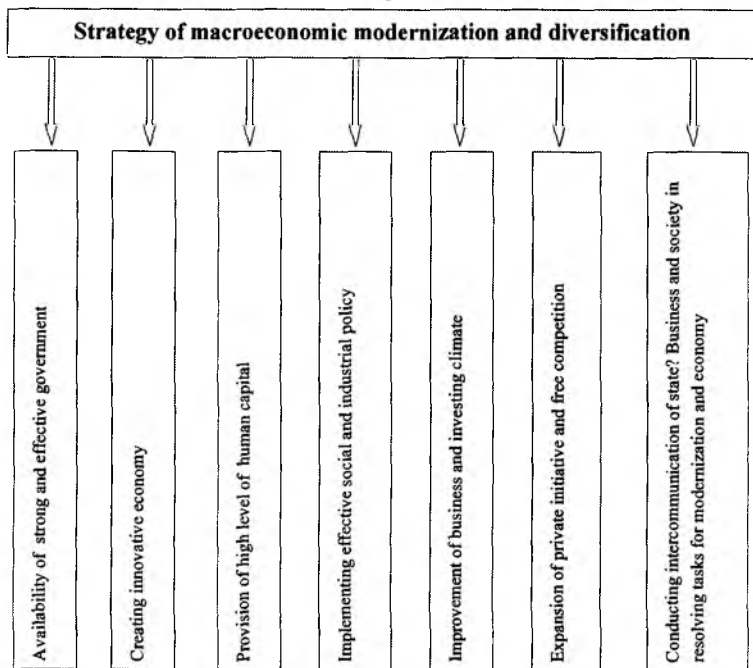 Strategy of macroeconomic modernization and diversification
Availability of strong and effective government
Creating innovative economy
Provision of high level of human capital
Implementing effective social and industrial policy
Improvement of business and investing climate
Expansion of private initiative and free competition
Conducting intercommunication of state? Business and society in
resolving tasks for modernization and economy